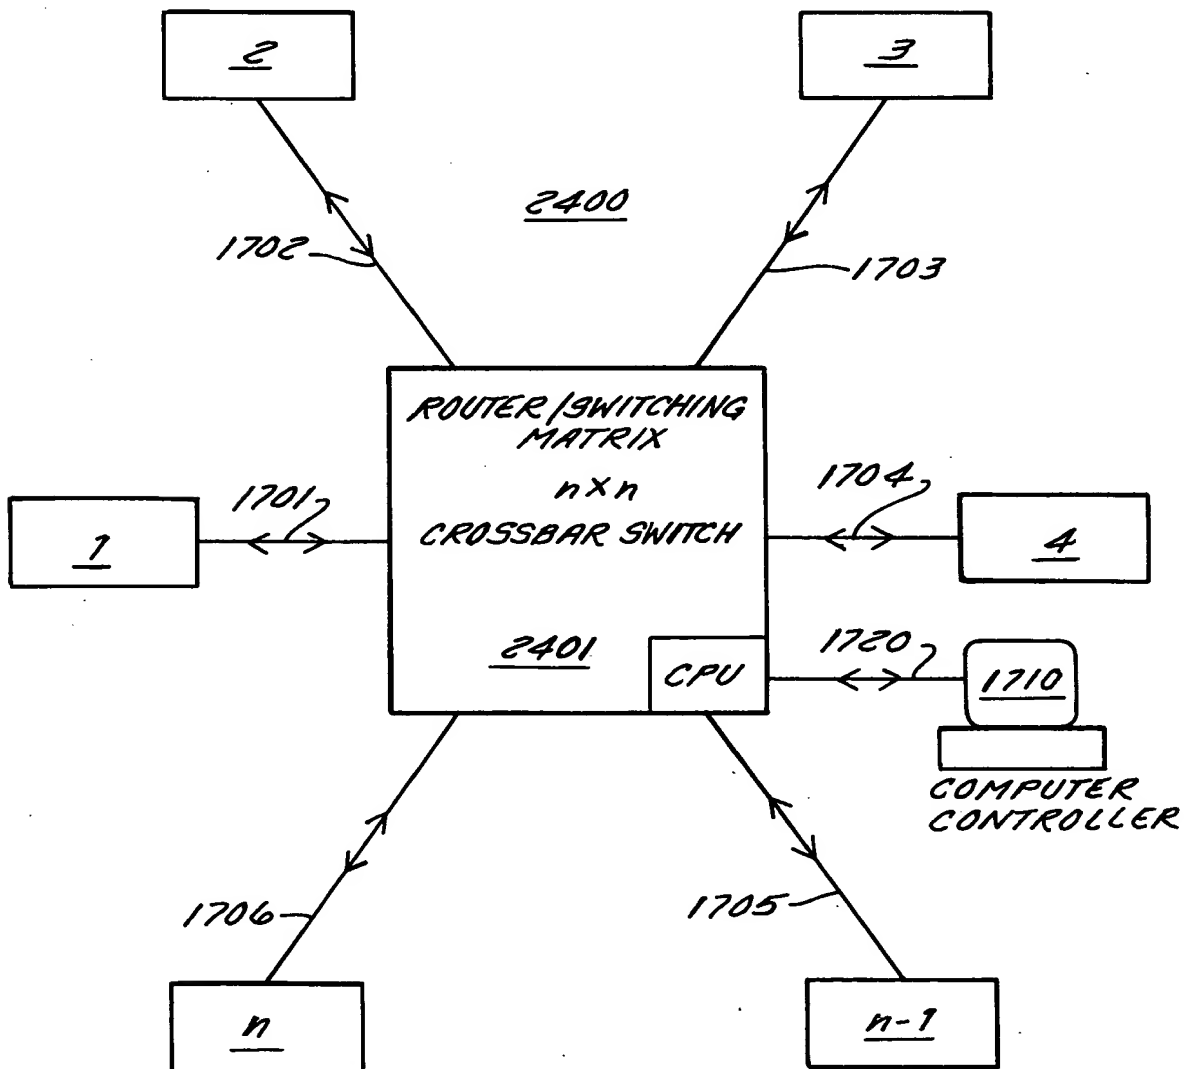 2
3
2400
1702
1703
ROUTER/SWITCHING
MATRIX
n×n
CROSSBAR SWITCH
1701
1704
1
4
2401
CPU
1720
1710
COMPUTER
CONTROLLER
1706
1705
n
n-1